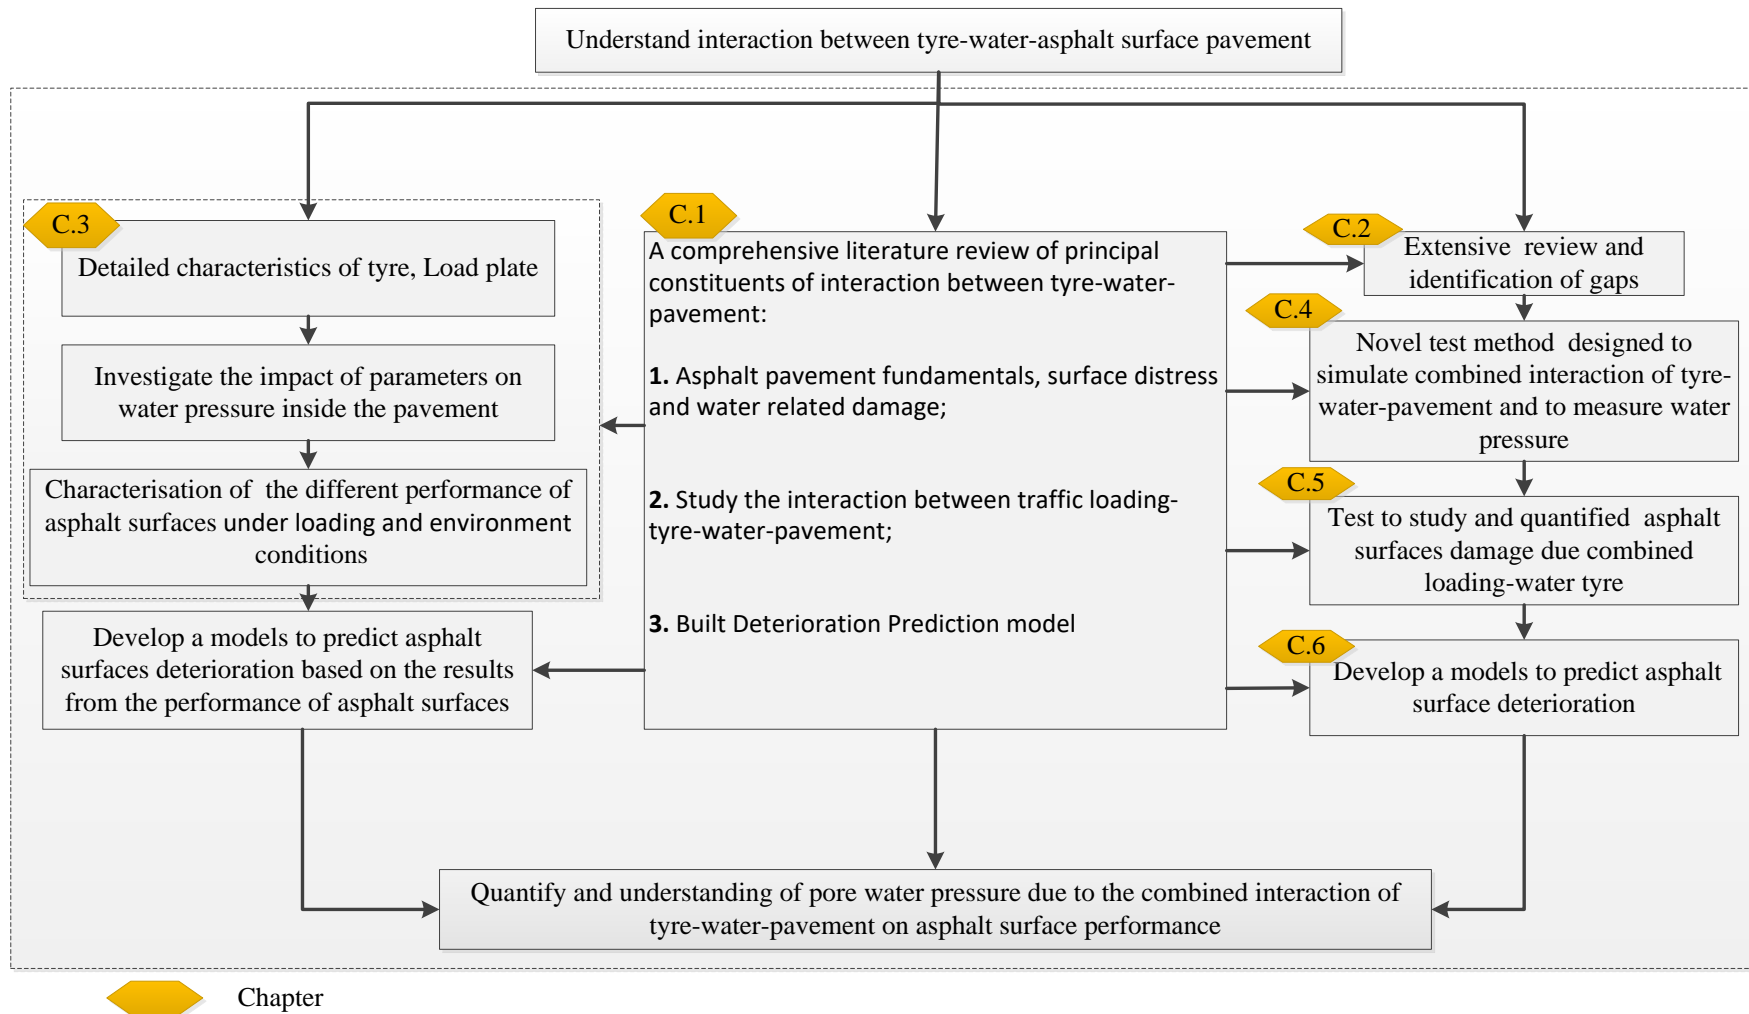 Understand interaction between tyre-water-asphalt surface pavement
C.3
Detailed characteristics of tyre, Load plate
Investigate the impact of parameters on
water pressure inside the pavement
Characterisation of the different performance of
asphalt surfaces under loading and environment
conditions
Develop a models to predict asphalt
surfaces deterioration based on the results
from the performance of asphalt surfaces
C.1
A comprehensive literature review of principal
constituents of interaction between tyre-water-
pavement:
1. Asphalt pavement fundamentals, surface distress
and water related damage;
2. Study the interaction between traffic loading-
tyre-water-pavement;
3. Built Deterioration Prediction model
C.2
Extensive review and
identification of gaps
C.4
Novel test method designed to
simulate combined interaction of tyre-
water-pavement and to measure water
pressure
C.5
Test to study and quantified asphalt
surfaces damage due combined
loading-water tyre
C.6
Develop a models to predict asphalt
surface deterioration
Quantify and understanding of pore water pressure due to the combined interaction of
tyre-water-pavement on asphalt surface performance
Chapter